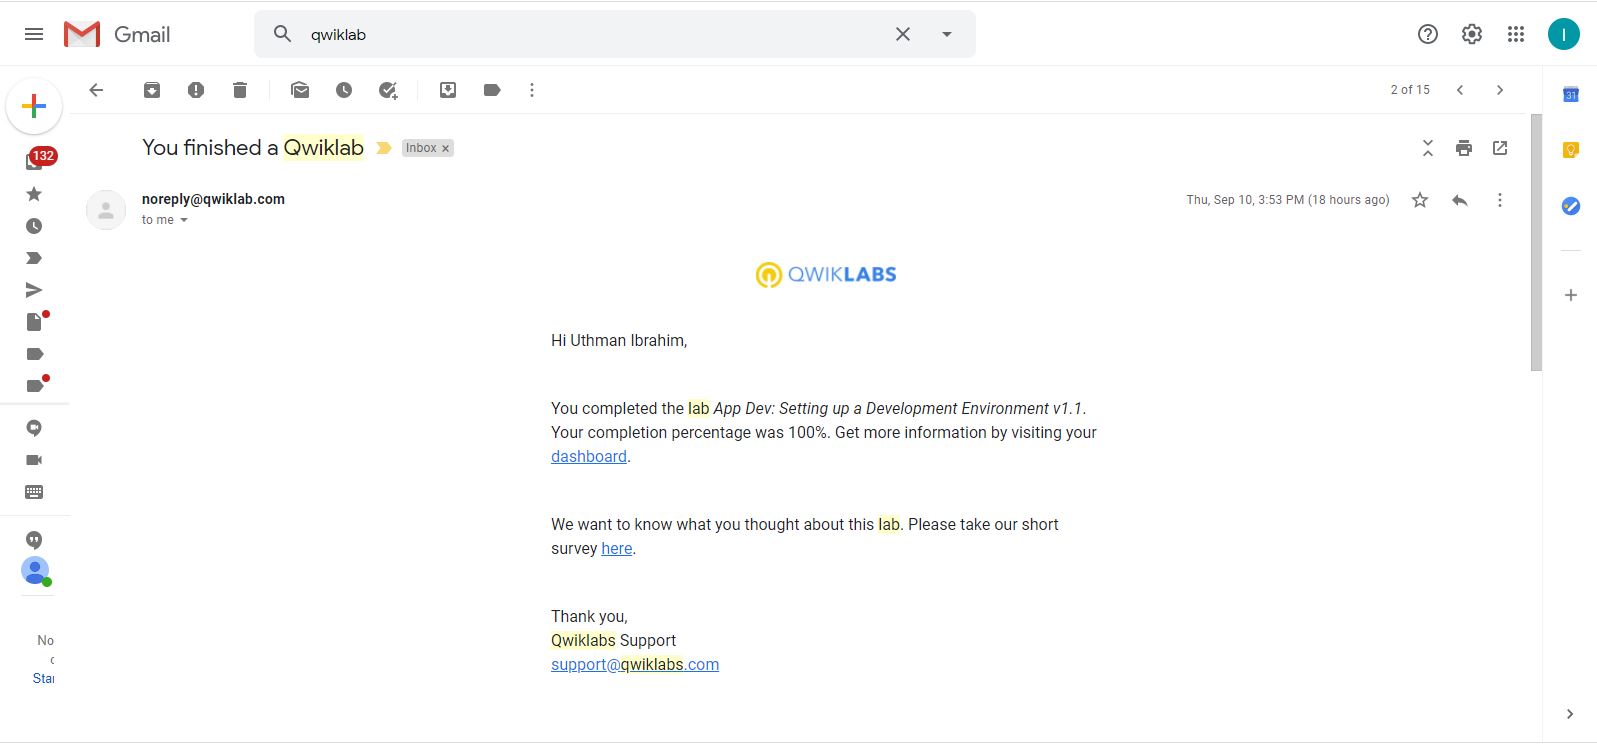 Gmail
qwiklab
I
2 of 15
31
132
You finished a Qwiklab
Inbox x
noreply@qwiklab.com
Thu, Sep 10, 3:53 PM (18 hours ago)
to me
QWIKLABS
Hi Uthman Ibrahim,
You completed the lab App Dev: Setting up a Development Environment v1.1.
Your completion percentage was 100%. Get more information by visiting your
dashboard.
We want to know what you thought about this lab. Please take our short
survey here.
Thank you,
Qwiklabs Support
support@qwiklabs.com
No
Star